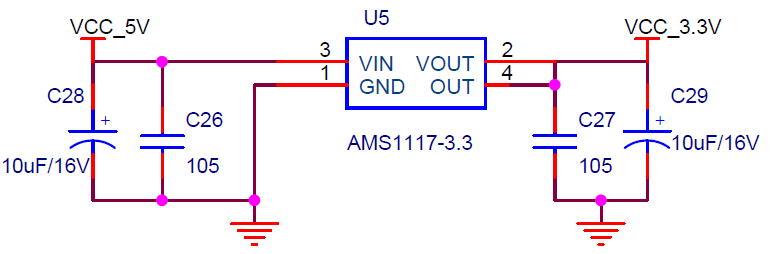 U5
VCC_5V
VCC_3.3V
3
VIN
VOUT
2
1
GND
OUT
4
C28
+
10uF/16V
C26
105
AMS1117-3.3
C27
105
C29
+
10uF/16V